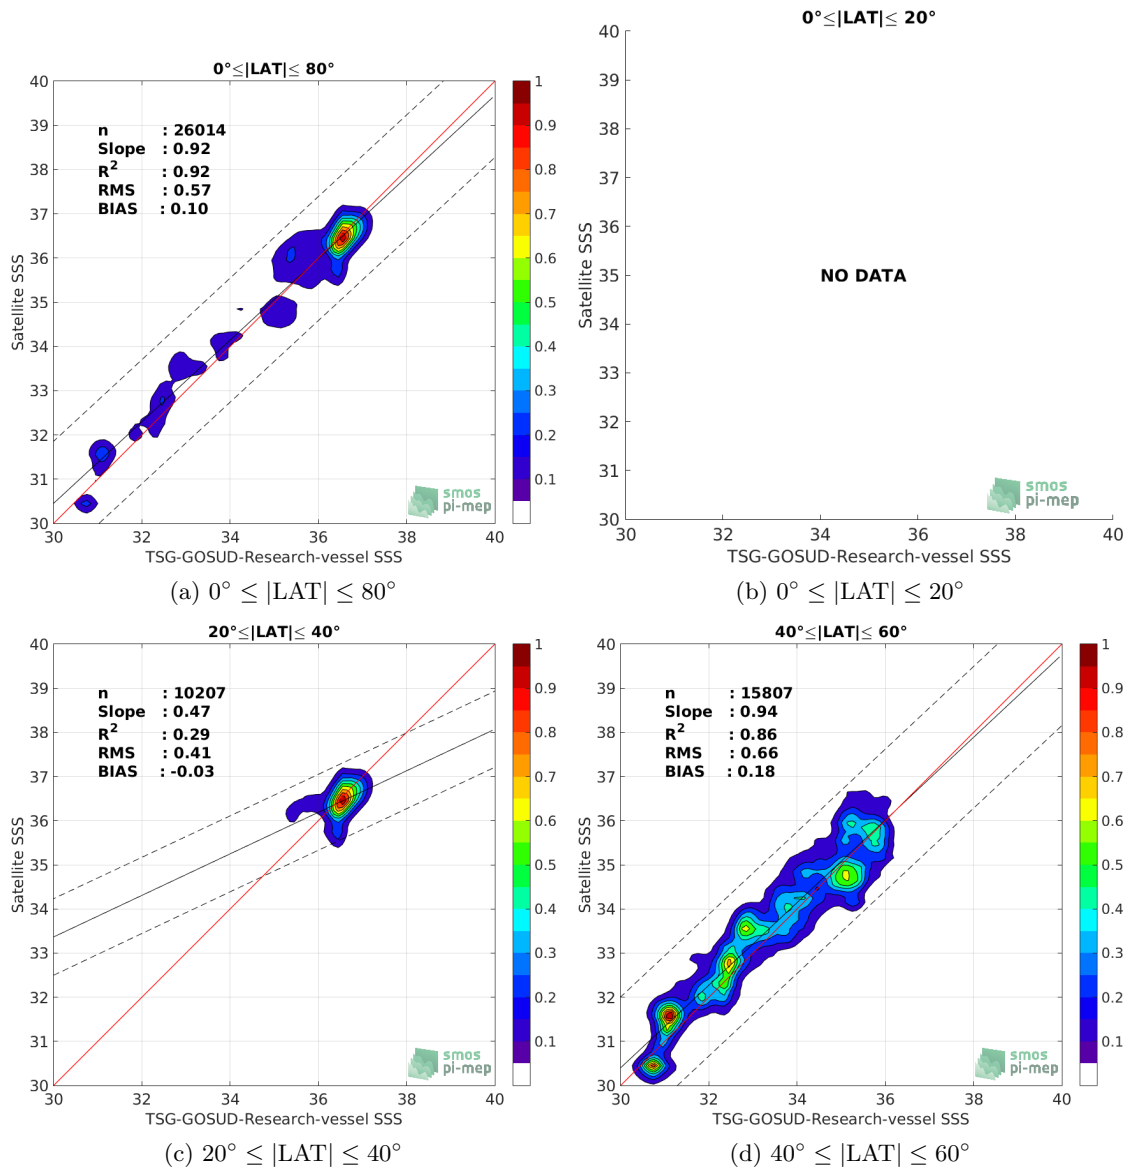 0°≤|LAT|≤ 80°
40
39
38
37
36
35
34
33
32
31
30
Satellite SSS
n : 26014
Slope : 0.92
R2 : 0.92
RMS : 0.57
BIAS : 0.10
smos
pi-mep
30 32 34 36 38 40
TSG-GOSUD-Research-vessel SSS
1
0.9
0.8
0.7
0.6
0.5
0.4
0.3
0.2
0.1
(a) 0° ≤ |LAT| ≤ 80°
0°≤|LAT|≤ 20°
40
39
38
37
36
35
34
33
32
31
30
Satellite SSS
NO DATA
smos
pi-mep
30 32 34 36 38 40
TSG-GOSUD-Research-vessel SSS
(b) 0° ≤ |LAT| ≤ 20°
20°≤|LAT|≤ 40°
40
39
38
37
36
35
34
33
32
31
30
Satellite SSS
n : 10207
Slope : 0.47
R2 : 0.29
RMS : 0.41
BIAS : -0.03
smos
pi-mep
30 32 34 36 38 40
TSG-GOSUD-Research-vessel SSS
1
0.9
0.8
0.7
0.6
0.5
0.4
0.3
0.2
0.1
(c) 20° ≤ |LAT| ≤ 40°
40°≤|LAT|≤ 60°
40
39
38
37
36
35
34
33
32
31
30
Satellite SSS
n : 15807
Slope : 0.94
R2 : 0.86
RMS : 0.66
BIAS : 0.18
smos
pi-mep
30 32 34 36 38 40
TSG-GOSUD-Research-vessel SSS
1
0.9
0.8
0.7
0.6
0.5
0.4
0.3
0.2
0.1
(d) 40° ≤ |LAT| ≤ 60°